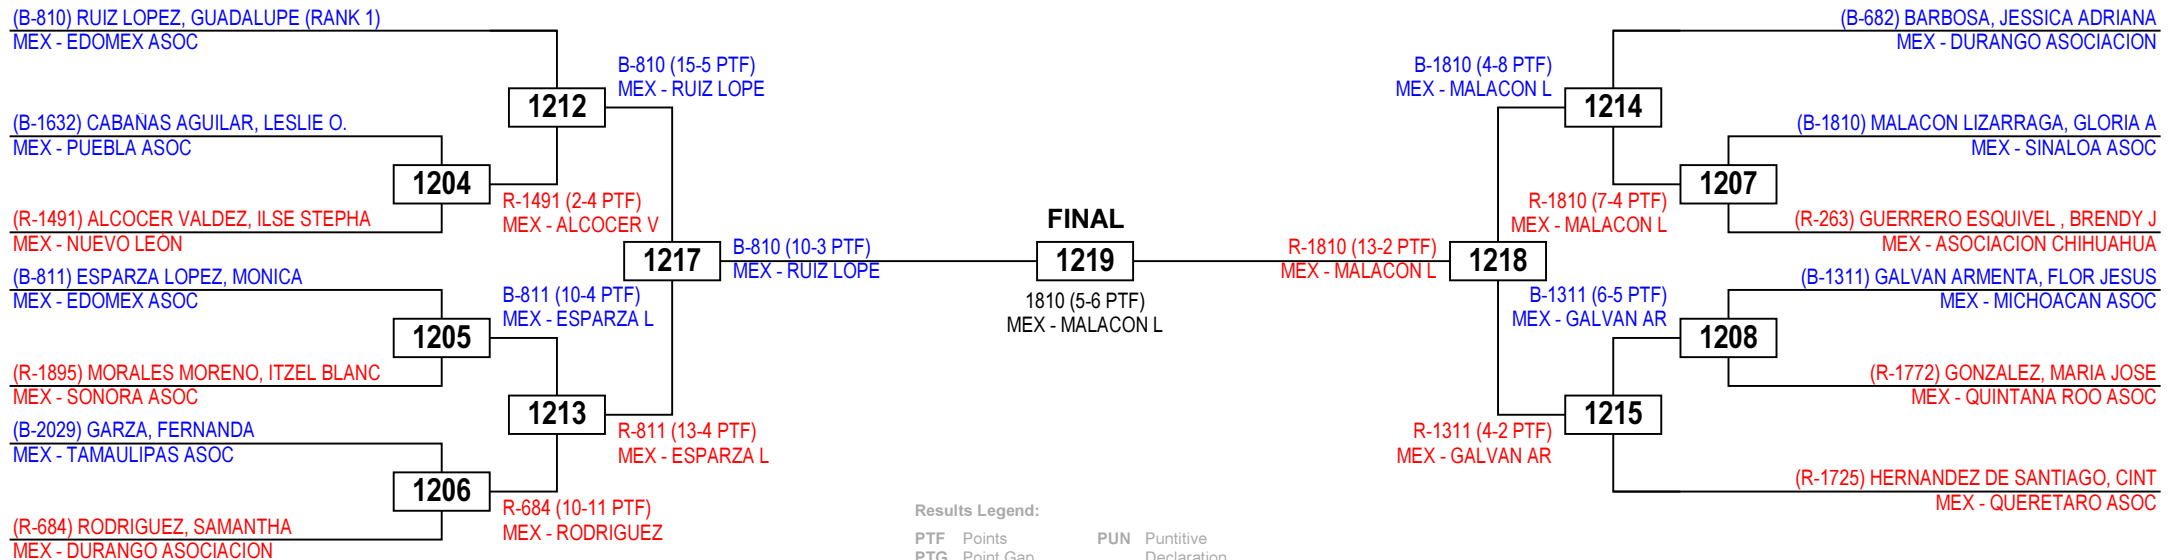 (B-810) RUIZ LOPEZ, GUADALUPE (RANK 1)
MEX - EDOMEX ASOC
(B-1632) CABAÑAS AGUILAR, LESLIE O.
MEX - PUEBLA ASOC
(R-1491) ALCOCER VALDEZ, ILSE STEPHA
MEX - NUEVO LEÓN
(B-811) ESPARZA LOPEZ, MONICA
MEX - EDOMEX ASOC
(R-1895) MORALES MORENO, ITZEL BLANC
MEX - SONORA ASOC
(B-2029) GARZA, FERNANDA
MEX - TAMAULIPAS ASOC
(R-684) RODRIGUEZ, SAMANTHA
MEX - DURANGO ASOCIACION
1204
1205
1206
1212
1213
B-810 (15-5 PTF)
MEX - RUIZ LOPE
R-1491 (2-4 PTF)
MEX - ALCOCER V
B-811 (10-4 PTF)
MEX - ESPARZA L
R-811 (13-4 PTF)
MEX - ESPARZA L
R-684 (10-11 PTF)
MEX - RODRIGUEZ
1217
B-810 (10-3 PTF)
MEX - RUIZ LOPE
FINAL
1219
1810 (5-6 PTF)
MEX - MALACON L
R-1810 (13-2 PTF)
MEX - MALACON L
1218
B-1810 (4-8 PTF)
MEX - MALACON L
R-1810 (7-4 PTF)
MEX - MALACON L
B-1311 (6-5 PTF)
MEX - GALVAN AR
R-1311 (4-2 PTF)
MEX - GALVAN AR
1214
1215
1207
1208
(B-682) BARBOSA, JESSICA ADRIANA
MEX - DURANGO ASOCIACION
(B-1810) MALACON LIZARRAGA, GLORIA A
MEX - SINALOA ASOC
(R-263) GUERRERO ESQUIVEL , BRENDY J
MEX - ASOCIACION CHIHUAHUA
(B-1311) GALVAN ARMENTA, FLOR JESUS
MEX - MICHOACAN ASOC
(R-1772) GONZALEZ, MARIA JOSE
MEX - QUINTANA ROO ASOC
(R-1725) HERNANDEZ DE SANTIAGO, CINT
MEX - QUERETARO ASOC
Results Legend:
PTF Points PUN Puntitive
PTG Point Gap Declaration